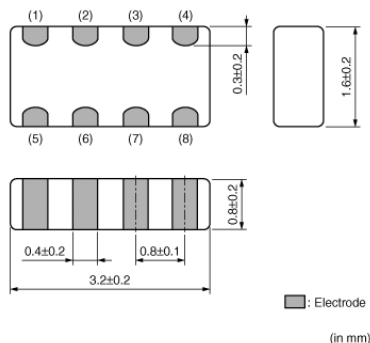 (1) (2) (3) (4)
0.3±0.2
1.6±0.2
(5) (6) (7) (8)
0.8±0.2
0.4±0.2 0.8±0.1
3.2±0.2
: Electrode
(in mm)